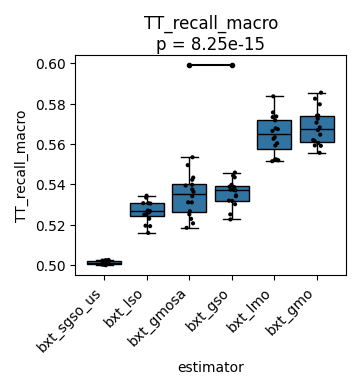 TT_recall_macro
p = 8.25e-15
TT_recall_macro
0.60
0.58
0.56
0.54
0.52
0.50
bxt_sgso_us
bxt_lso
bxt_gmosa
bxt_gso
bxt_lmo
bxt_gmo
estimator